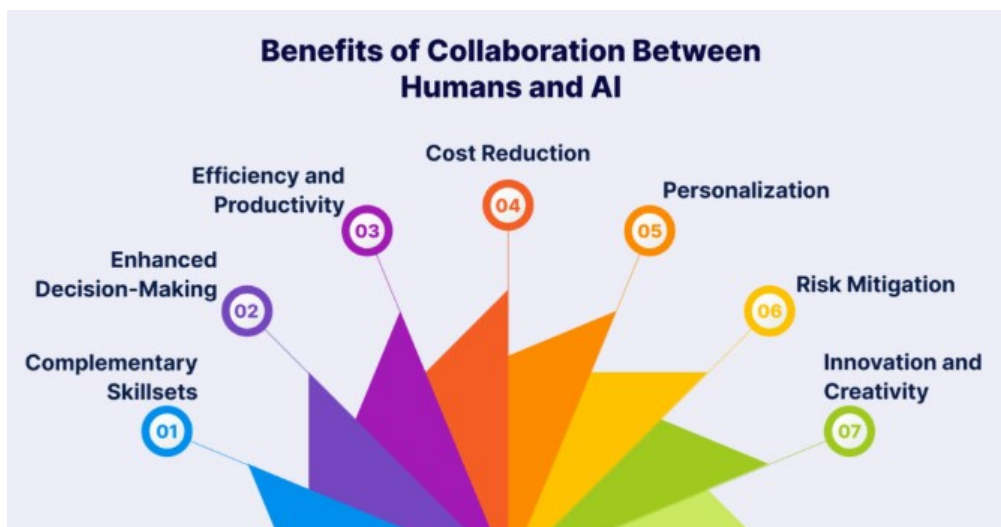 Benefits of Collaboration Between
Humans and AI
01
Complementary
Skillsets
02
Enhanced
Decision-Making
03
Efficiency and
Productivity
04
Cost Reduction
05
Personalization
06
Risk Mitigation
07
Innovation and
Creativity